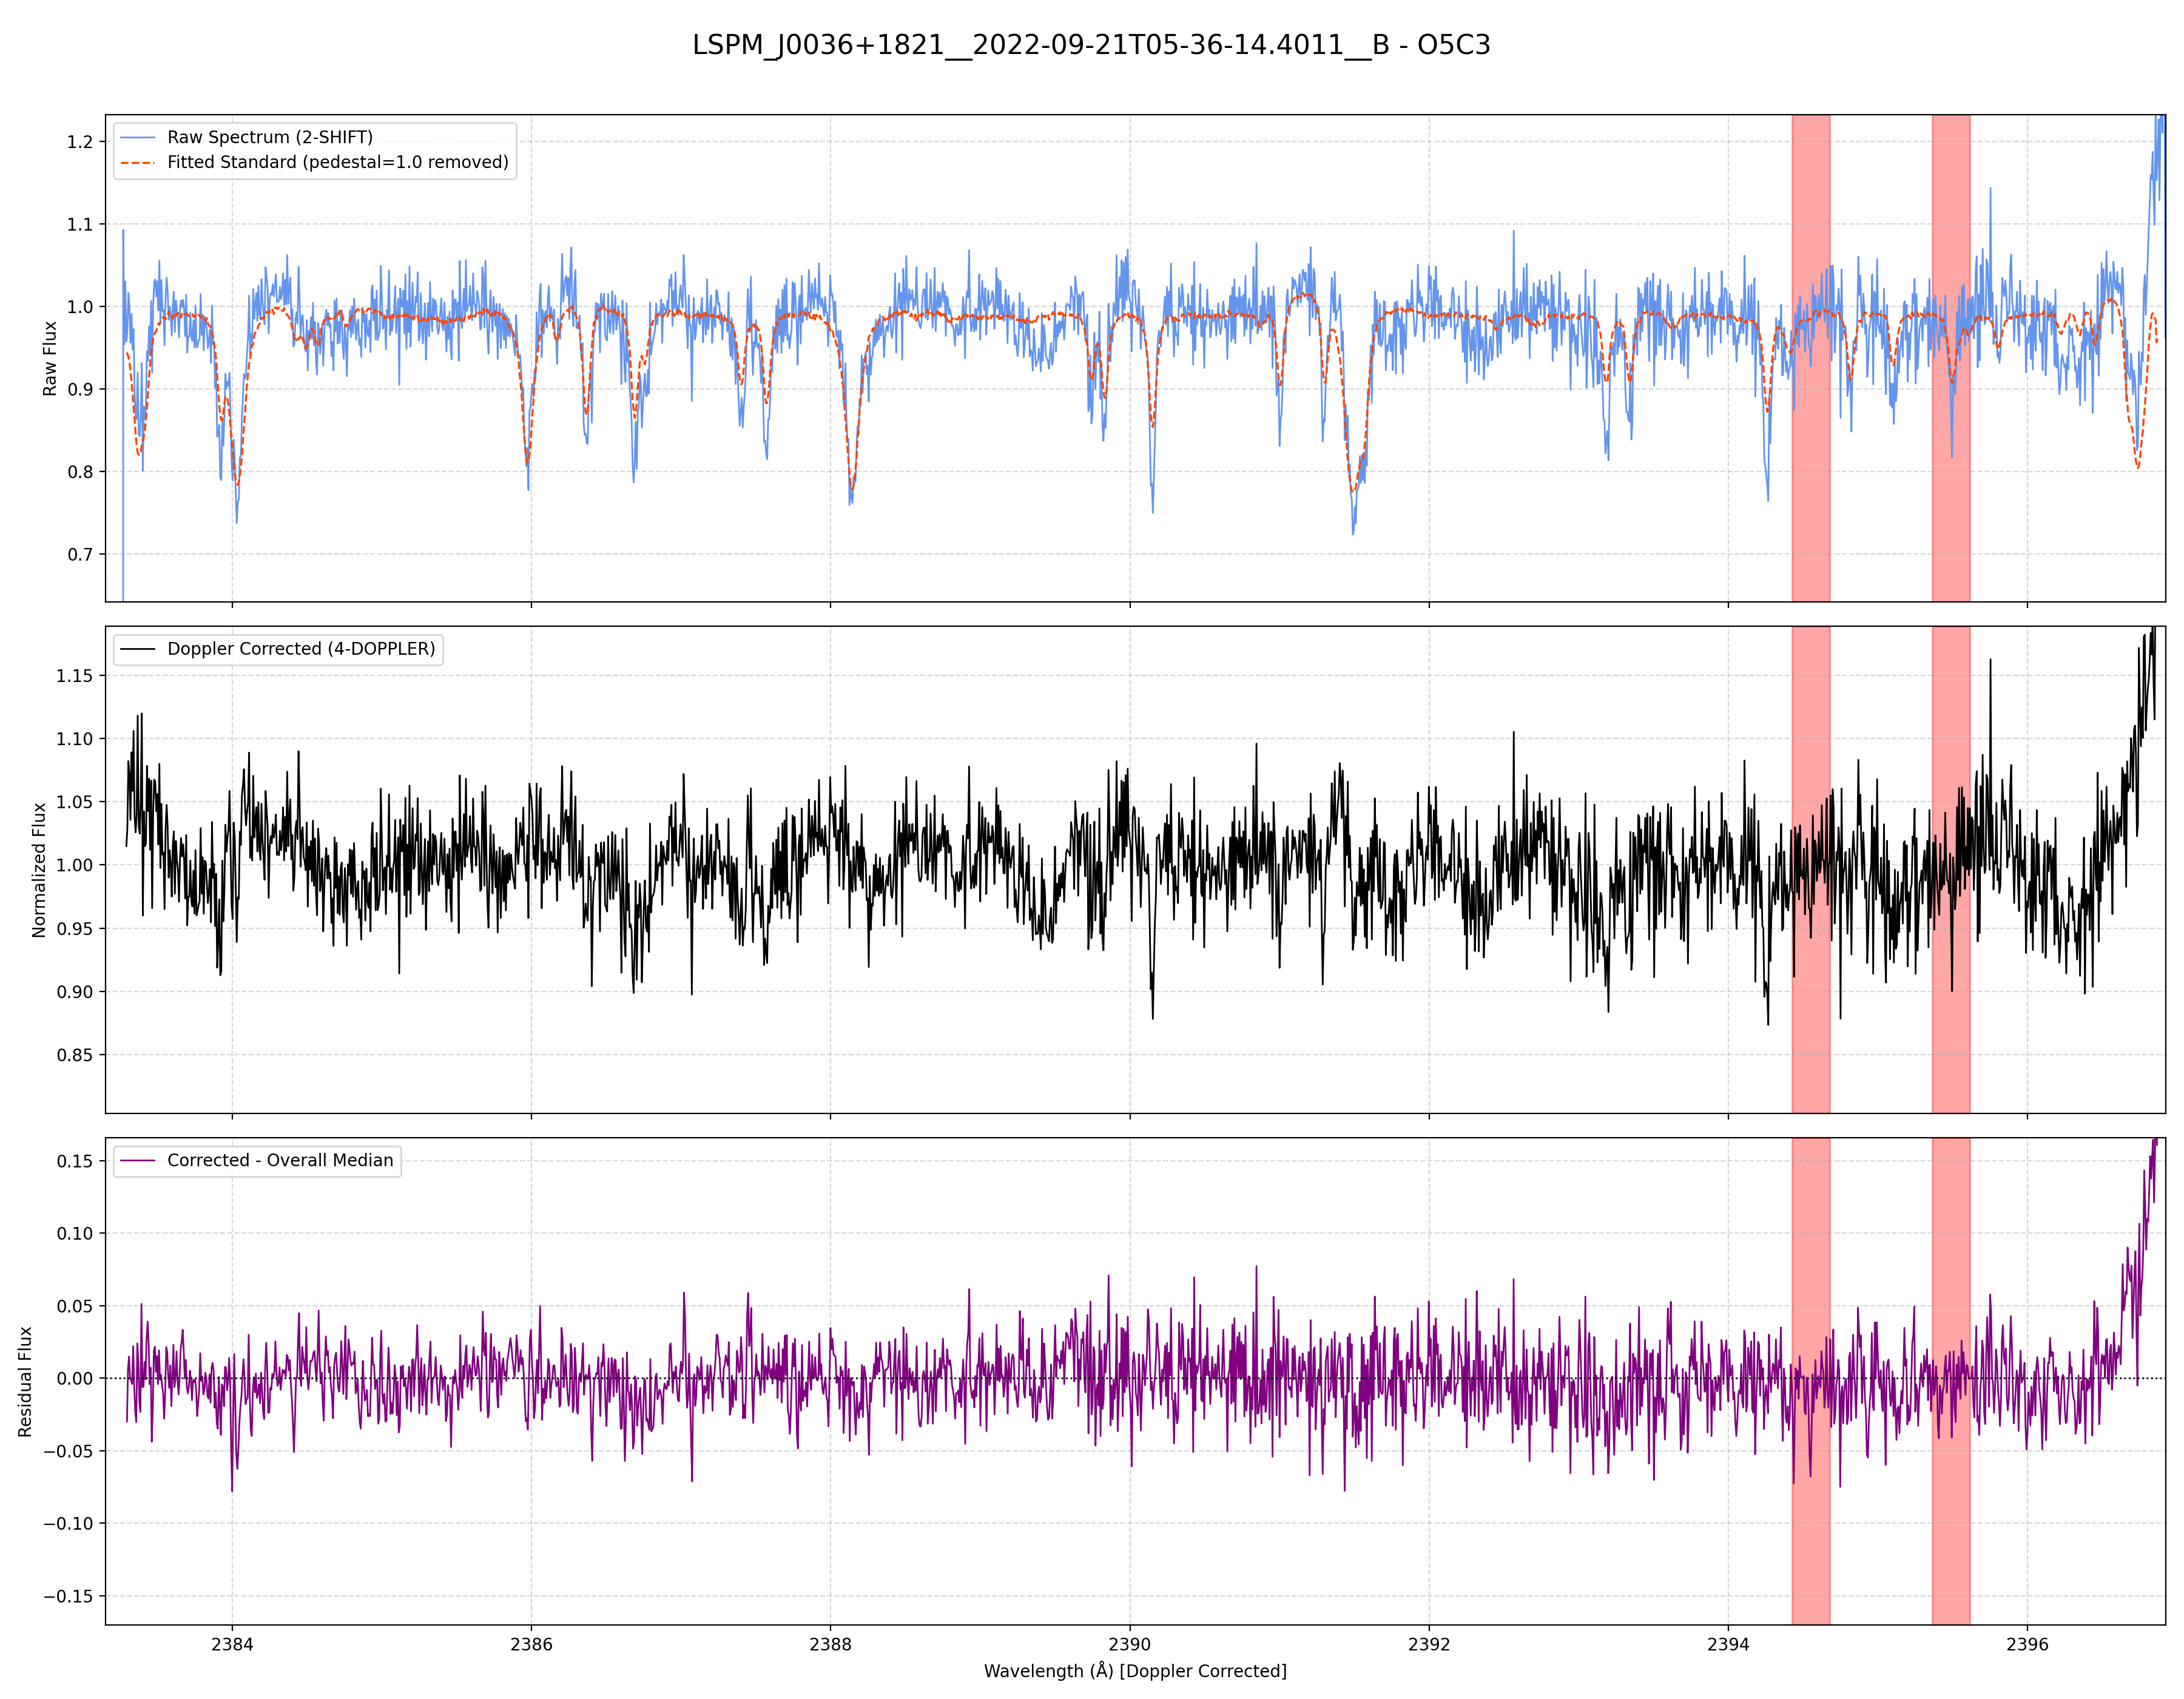 LSPM_J0036+1821__2022-09-21T05-36-14.4011__B - O5C3
Raw Spectrum (2-SHIFT)
Fitted Standard (pedestal=1.0 removed)
Raw Flux
1.2
1.1
1.0
0.9
0.8
0.7
Doppler Corrected (4-DOPPLER)
Normalized Flux
1.15
1.10
1.05
1.00
0.95
0.90
0.85
Corrected - Overall Median
Residual Flux
0.15
0.10
0.05
0.00
−0.05
−0.10
−0.15
2384 2386 2388 2390 2392 2394 2396
Wavelength (Å) [Doppler Corrected]